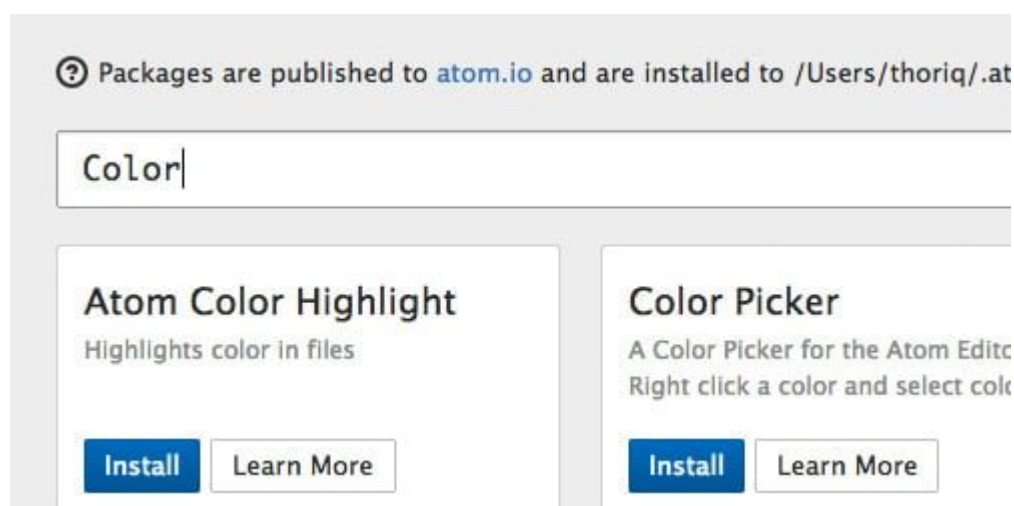 Packages are published to atom.io and are installed to /Users/thoriq/.at
Color
Atom Color Highlight
Highlights color in files
Install Learn More
Color Picker
A Color Picker for the Atom Edito
Right click a color and select colo
Install Learn More